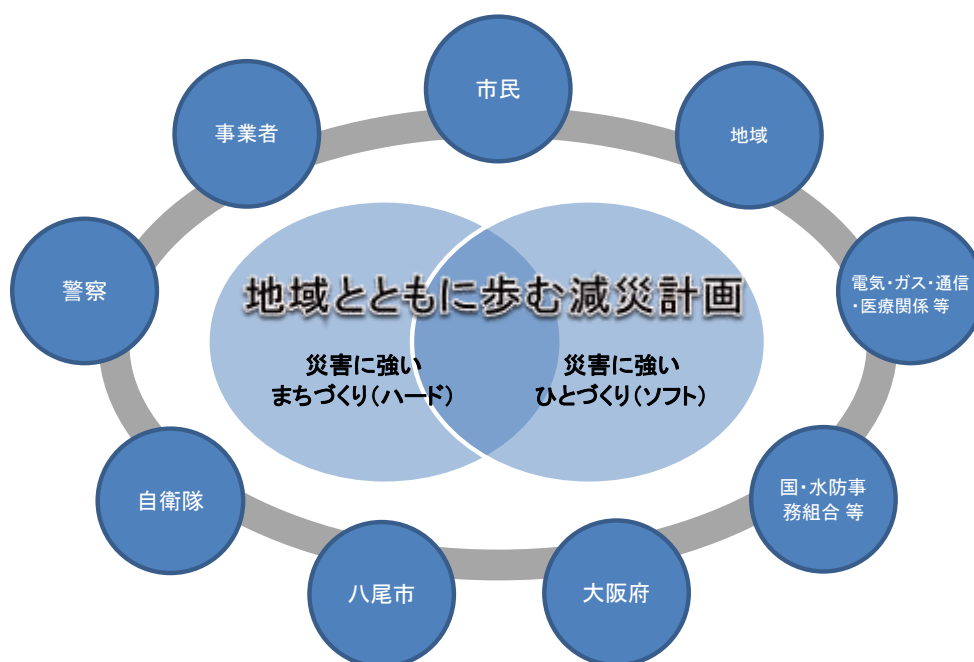 市民
事業者
地域
警察
電気・ガス・通信
・医療関係 等
地域とともに歩む減災計画
災害に強い
まちづくり(ハード)
災害に強い
ひとづくり(ソフト)
自衛隊
国・水防事
務組合 等
八尾市
大阪府